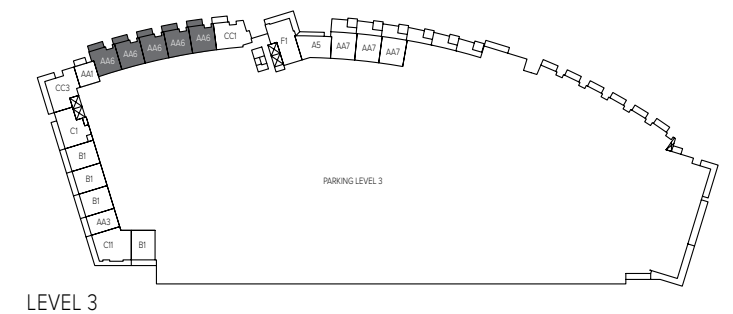 AA6
AA6
AA6
AA6
AA6
CC1
F1
A5
AA7
AA7
AA7
AA1
CC3
C1
B1
B1
B1
AA3
C11
B1
PARKING LEVEL 3
LEVEL 3